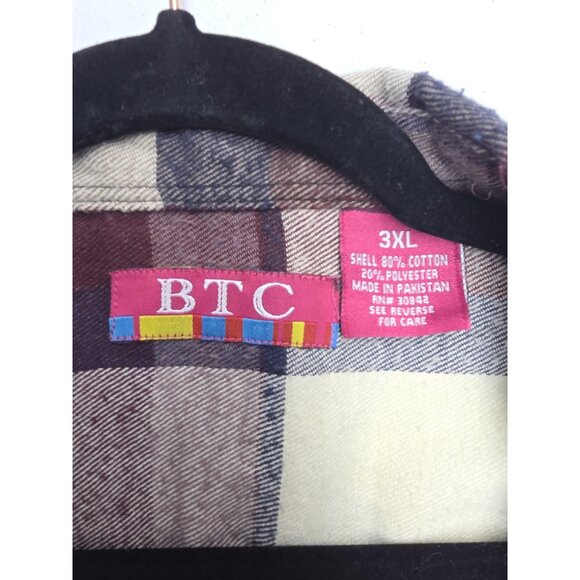 BTC
3XL
SHELL 80% COTTON
20% POLYESTER
MADE IN PAKISTAN
RN# 30942
SEE REVERSE
FOR CARE